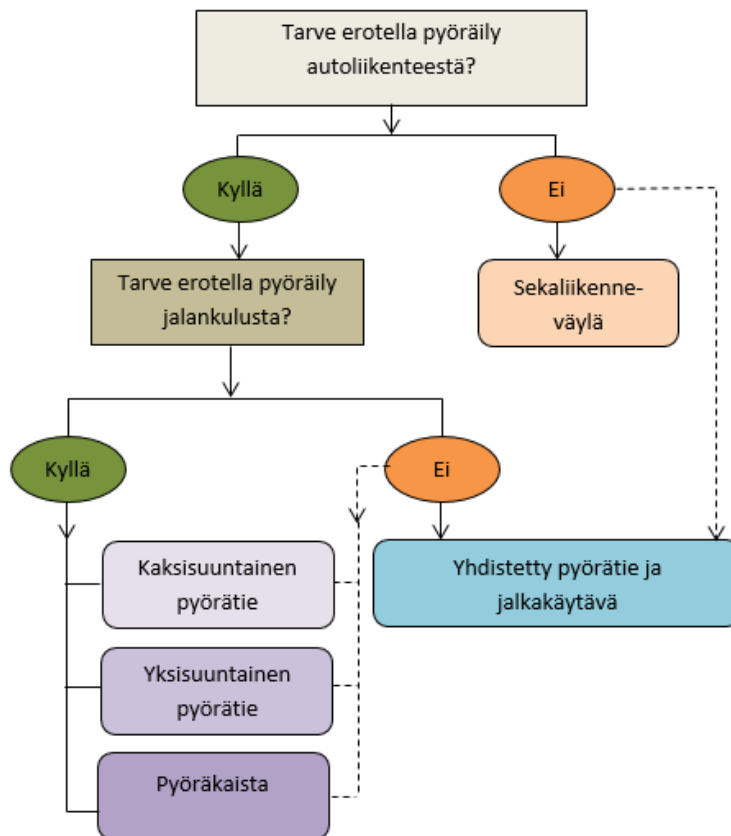 Tarve erotella pyöräily
autoliikenteestä?
Kyllä
Ei
Tarve erotella pyöräily
jalankulusta?
Sekaliikenne-
väylä
Kyllä
Ei
Kaksisuuntainen
pyörätie
Yhdistetty pyörätie ja
jalkakäytävä
Yksisuuntainen
pyörätie
Pyöräkaista